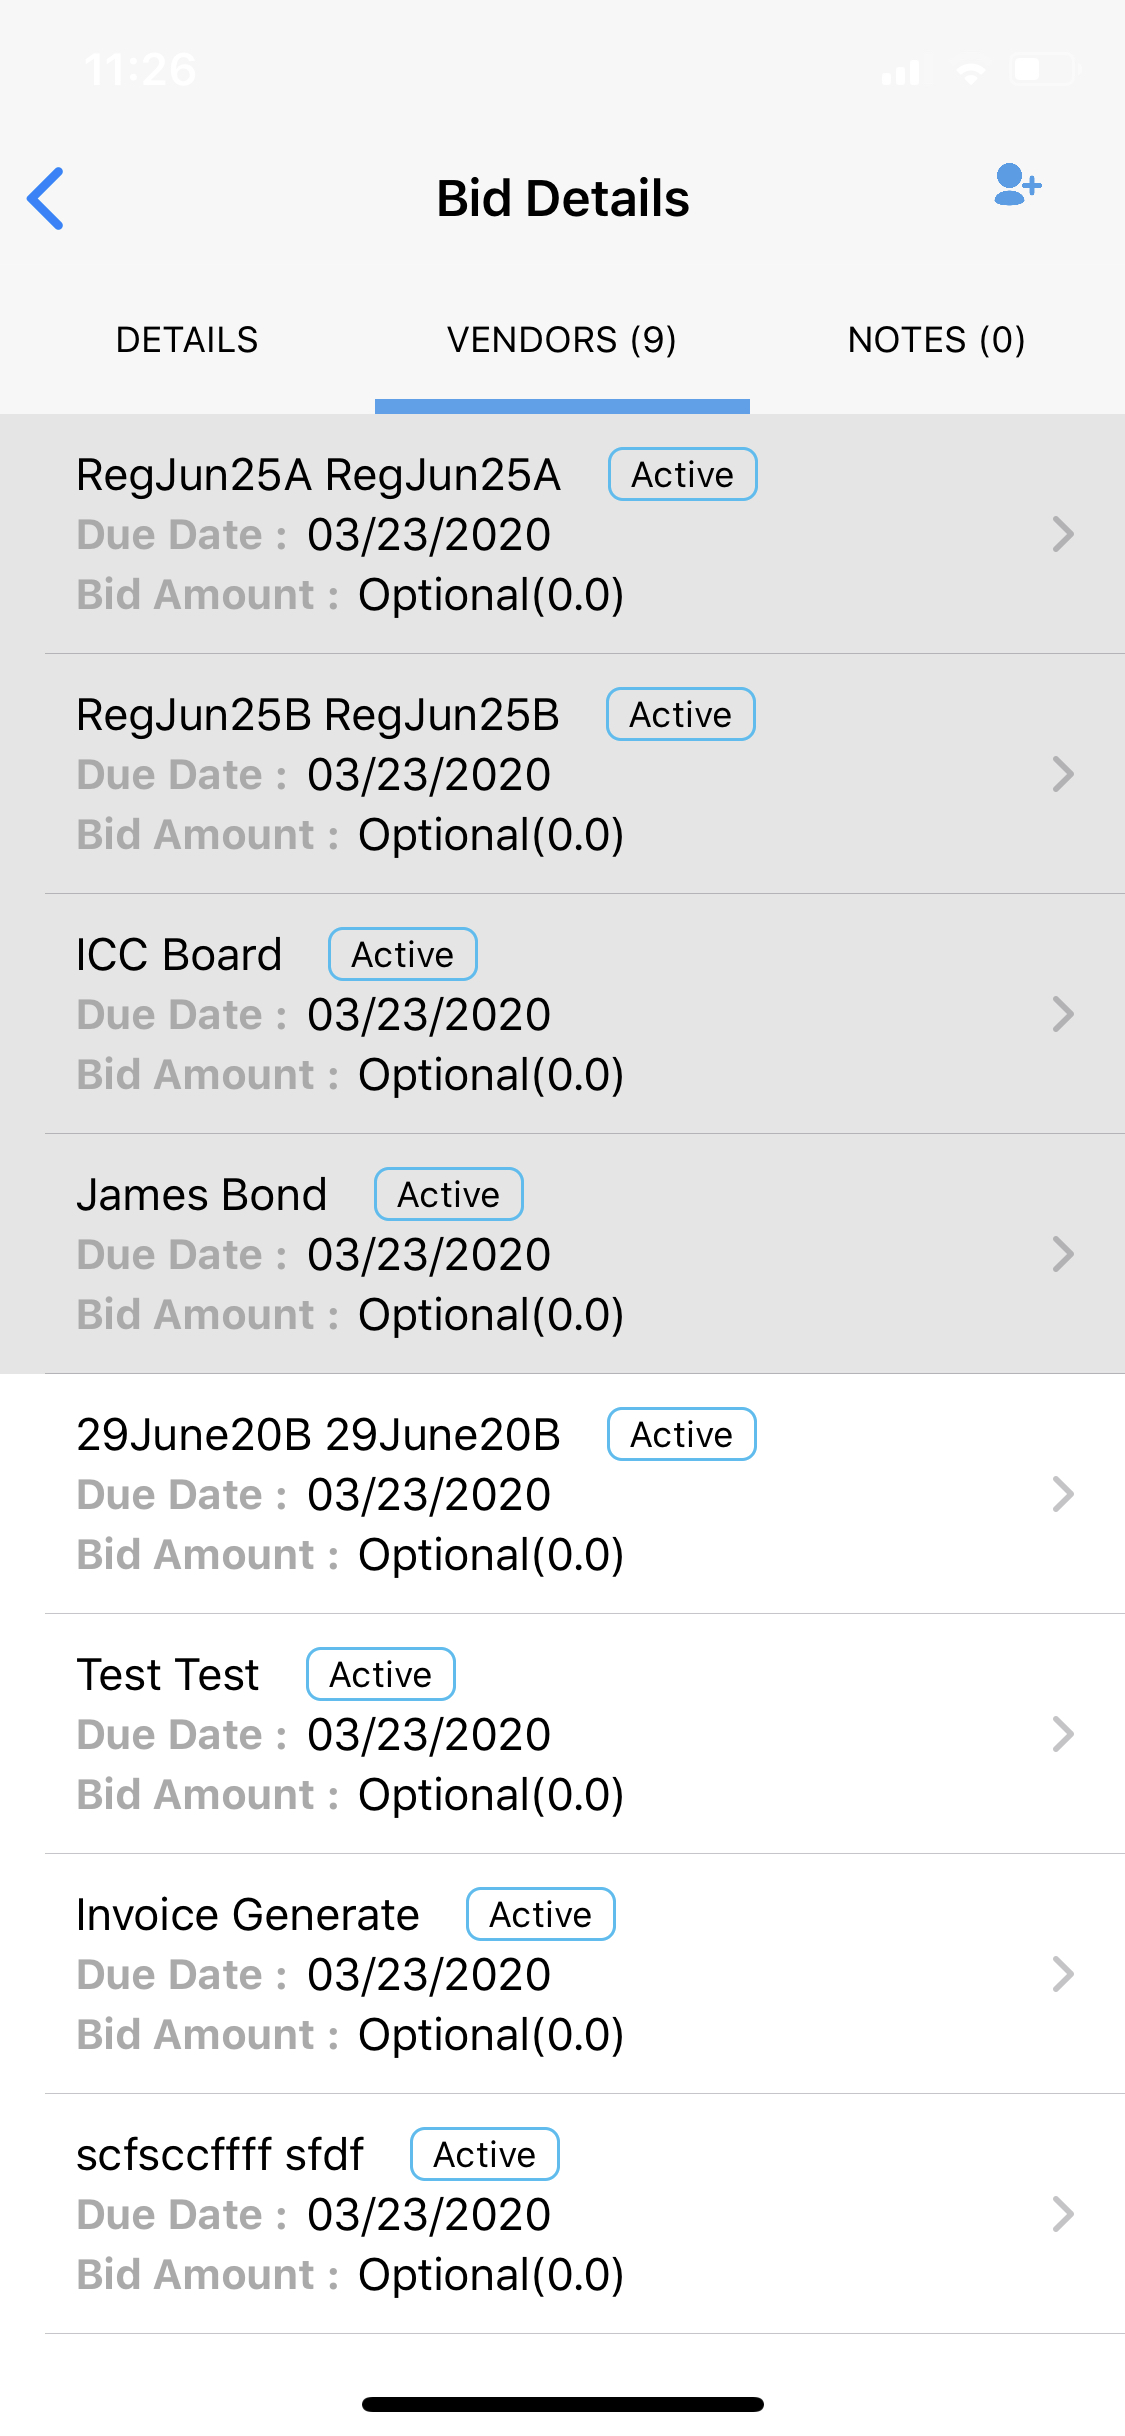 11:26
Bid Details
DETAILS VENDORS (9) NOTES (0)
RegJun25A RegJun25A Active
Due Date : 03/23/2020
Bid Amount : Optional(0.0)
RegJun25B RegJun25B Active
Due Date : 03/23/2020
Bid Amount : Optional(0.0)
ICC Board Active
Due Date : 03/23/2020
Bid Amount : Optional(0.0)
James Bond Active
Due Date : 03/23/2020
Bid Amount : Optional(0.0)
29June20B 29June20B Active
Due Date : 03/23/2020
Bid Amount : Optional(0.0)
Test Test Active
Due Date : 03/23/2020
Bid Amount : Optional(0.0)
Invoice Generate Active
Due Date : 03/23/2020
Bid Amount : Optional(0.0)
scfsccffff sfdf Active
Due Date : 03/23/2020
Bid Amount : Optional(0.0)